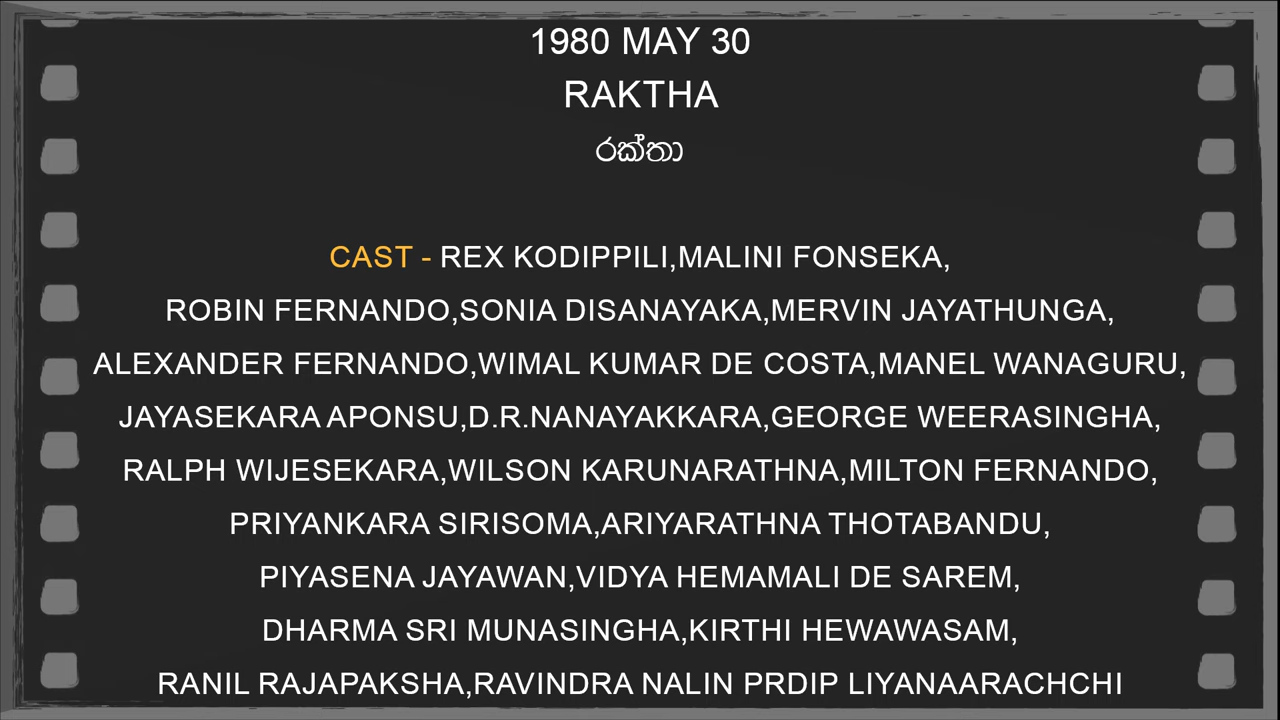 1980 MAY 30
RAKTHA
රක්තා
CAST - REX KODIPPILI,MALINI FONSEKA,
ROBIN FERNANDO,SONIA DISANAYAKA,MERVIN JAYATHUNGA,
ALEXANDER FERNANDO,WIMAL KUMAR DE COSTA,MANEL WANAGURU,
JAYASEKARA APONSU,D.R.NANAYAKKARA,GEORGE WEERASINGHA,
RALPH WIJESEKARA,WILSON KARUNARATHNA,MILTON FERNANDO,
PRIYANKARA SIRISOMA,ARIYARATHNA THOTABANDU,
PIYASENA JAYAWAN,VIDYA HEMAMALI DE SAREM,
DHARMA SRI MUNASINGHA,KIRTHI HEWAWASAM,
RANIL RAJAPAKSHA,RAVINDRA NALIN PRDIP LIYANAARACHCHI